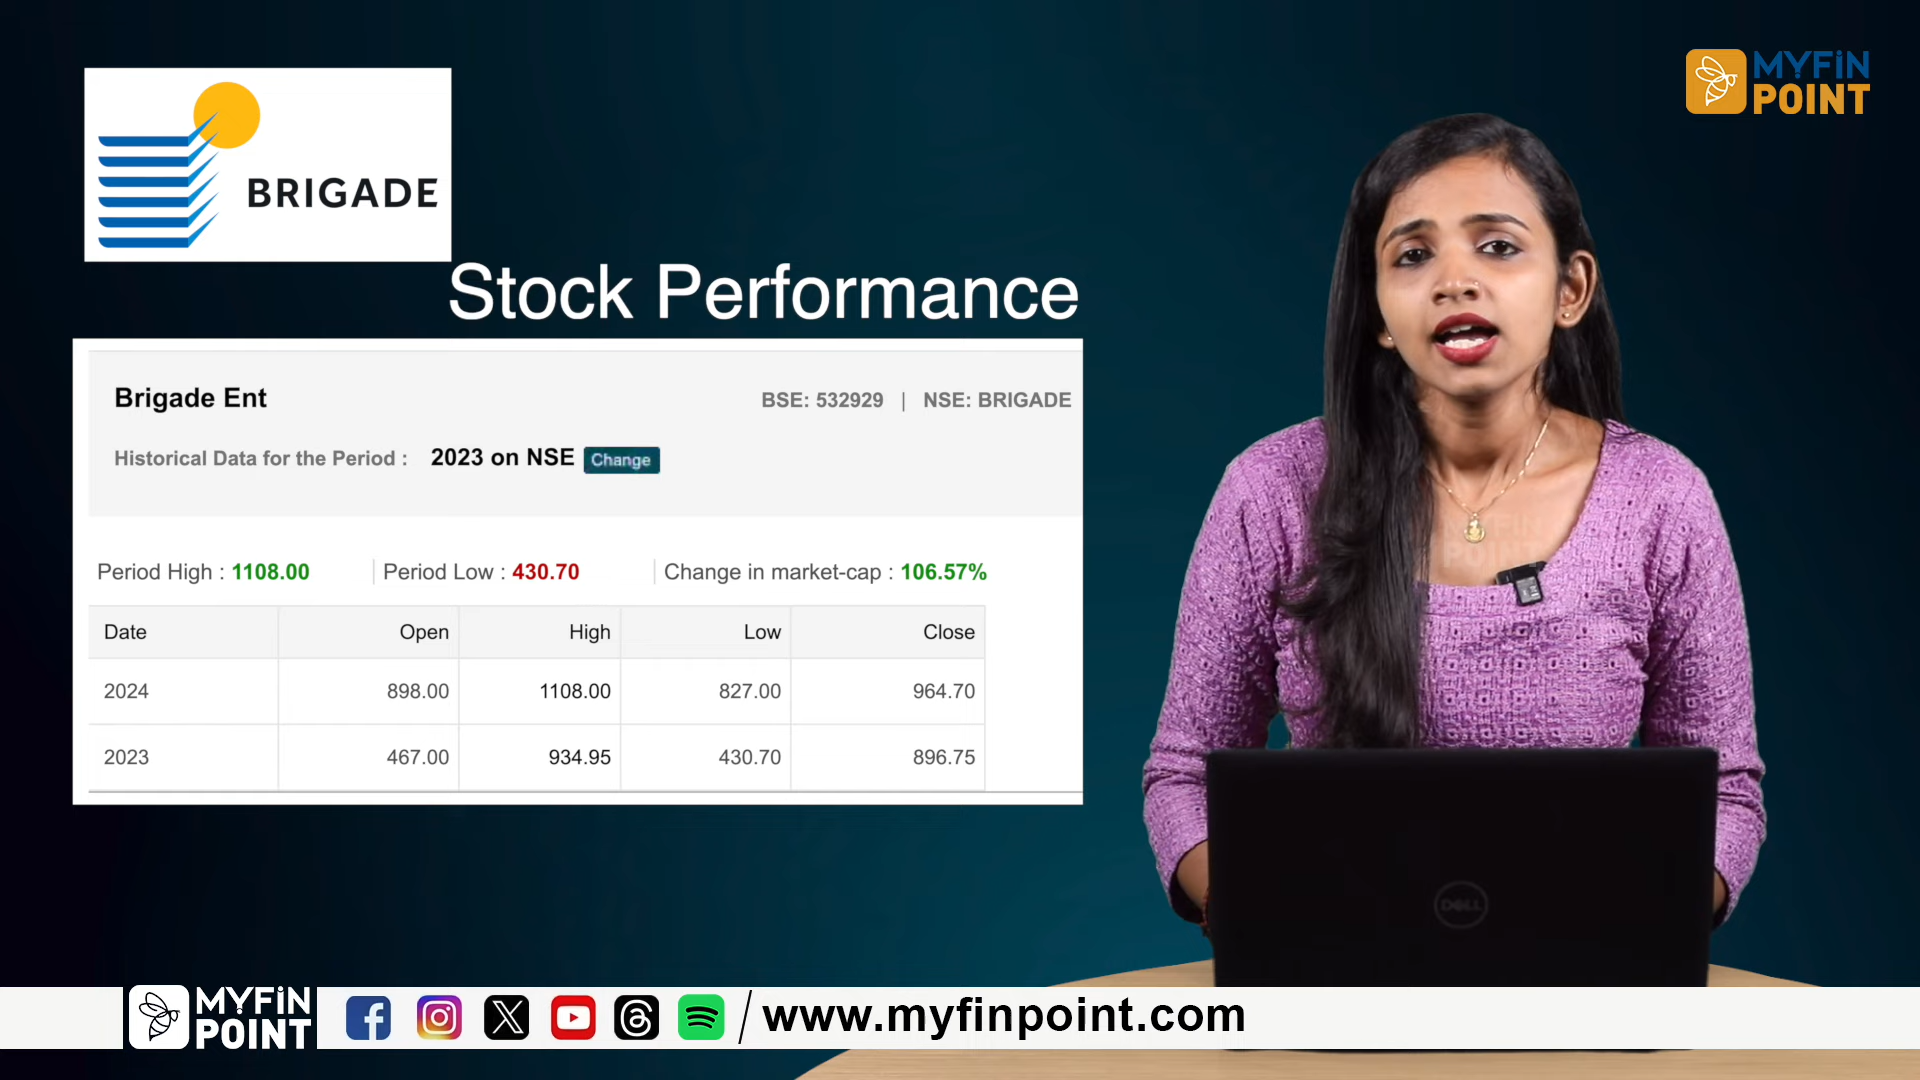 MYFIN
POINT
BRIGADE
Stock Performance
Brigade Ent
BSE: 532929 | NSE: BRIGADE
Historical Data for the Period : 2023 on NSE Change
Period High : 1108.00 | Period Low : 430.70 | Change in market-cap : 106.57%
Date Open High Low Close
2024 898.00 1108.00 827.00 964.70
2023 467.00 934.95 430.70 896.75
MYFIN
POINT
DELL
MYFIN
POINT
/ www.myfinpoint.com